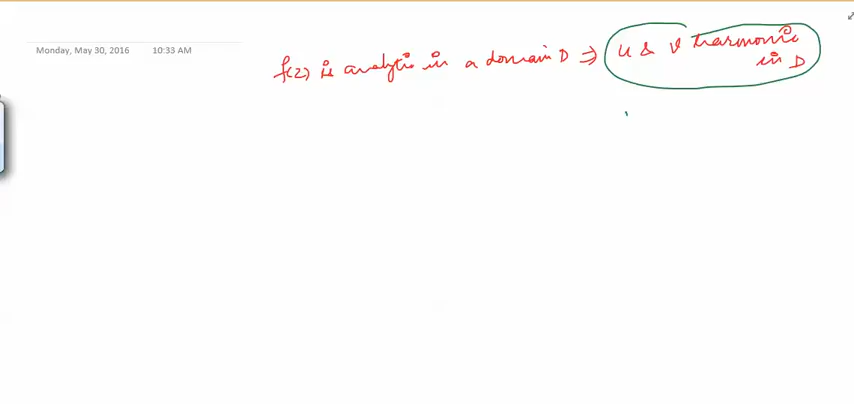 Monday, May 30, 2016 10:33 AM
f(z) is analytic in a domain D ⇒ u & v harmonic
in D